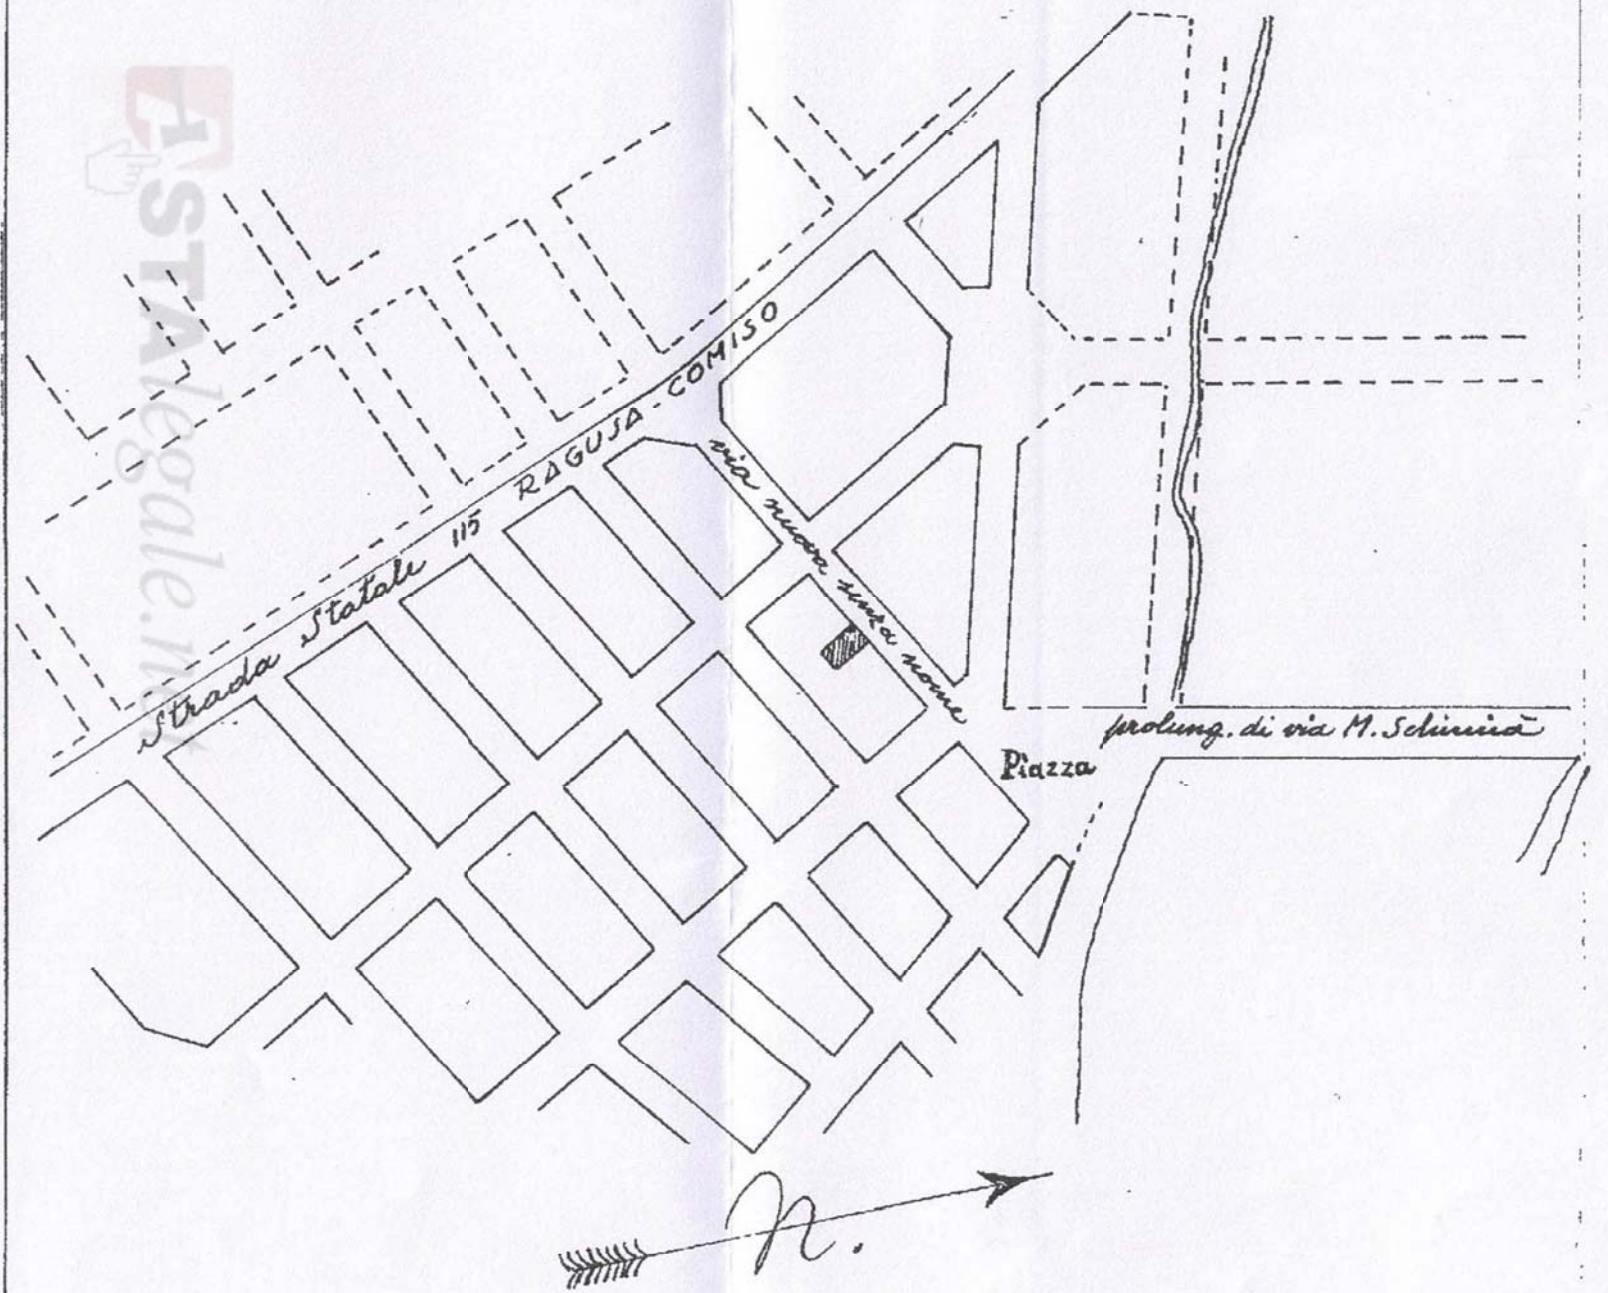 ASTAlegale.net
Strada Statale 115 RAGUSA-COMISO
via nuova senza nome
prolung. di via M. Schininà
Piazza
N.